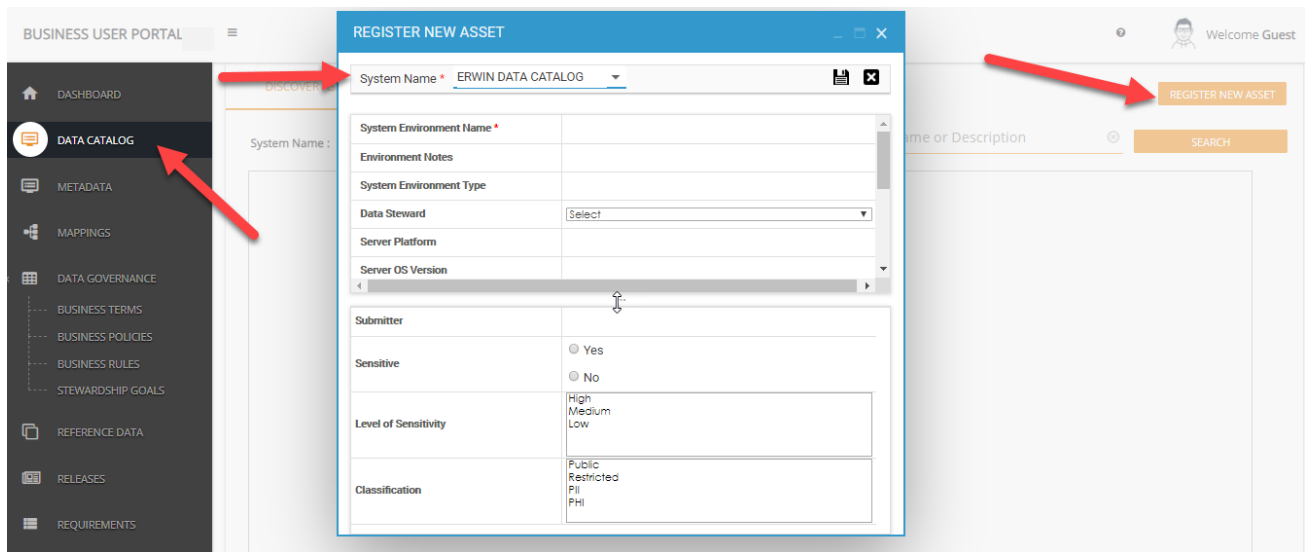 BUSINESS USER PORTAL
Welcome Guest
DASHBOARD
DATA CATALOG
METADATA
MAPPINGS
DATA GOVERNANCE
BUSINESS TERMS
BUSINESS POLICIES
BUSINESS RULES
STEWARDSHIP GOALS
REFERENCE DATA
RELEASES
REQUIREMENTS
DISCOVER
System Name :
REGISTER NEW ASSET
System Name * ERWIN DATA CATALOG
System Environment Name *
Environment Notes
System Environment Type
Data Steward Select
Server Platform
Server OS Version
Submitter
Sensitive
Yes
No
Level of Sensitivity
High
Medium
Low
Classification
Public
Restricted
PII
PHI
REGISTER NEW ASSET
or Description
SEARCH